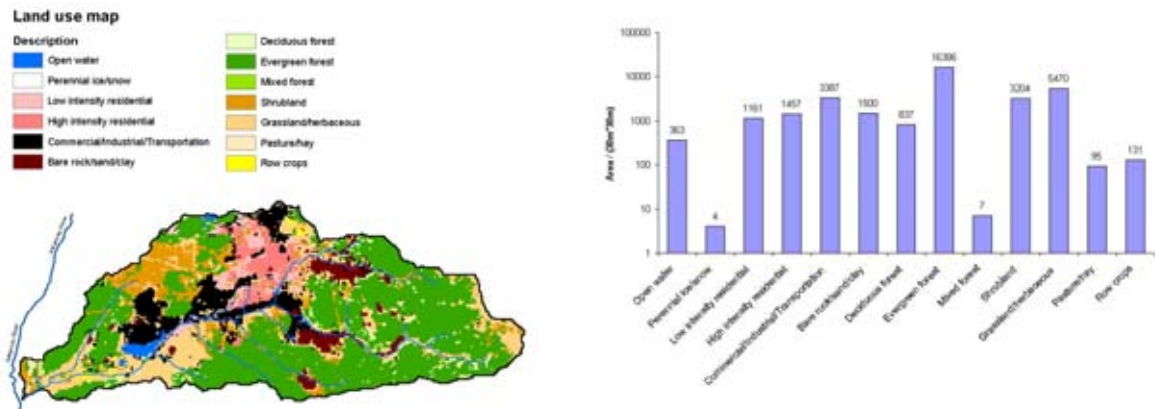 Land use map
Description
Open water
Perennial ice/snow
Low intensity residential
High intensity residential
Commercial/Industrial/Transportation
Bare rock/sand/clay
Deciduous forest
Evergreen forest
Mixed forest
Shrubland
Grassland/herbaceous
Pasture/hay
Row crops
Area / (30m*30m)
100000
10000
1000
100
10
1
363
4
1161
1457
3387
1500
837
16386
7
3204
5470
95
131
Open water
Perennial ice/snow
Low intensity residential
High intensity residential
Commercial/Industrial/Transportation
Bare rock/sand/clay
Deciduous forest
Evergreen forest
Mixed forest
Shrubland
Grassland/herbaceous
Pasture/hay
Row crops